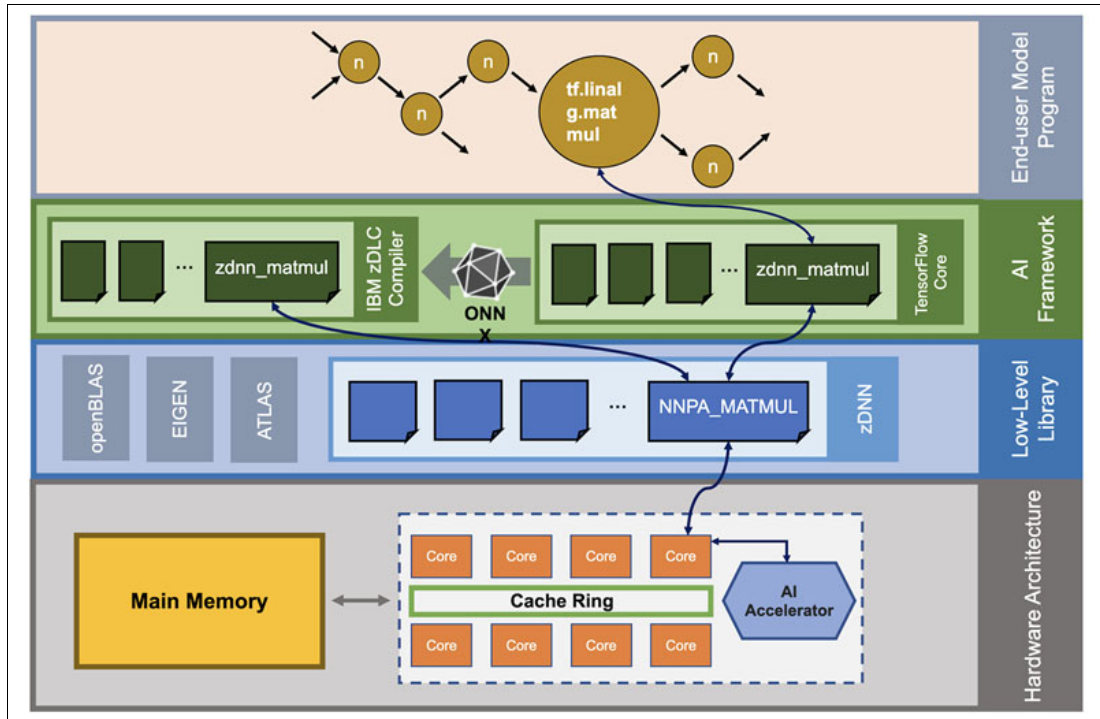 n
n
n
n
n
tf.linal
g.mat
mul
End-user Model
Program
zdnn_matmul
...
IBM zDLC
Compiler
ONN
X
...
zdnn_matmul
TensorFlow
Core
AI
Framework
openBLAS
EIGEN
ATLAS
...
NNPA_MATMUL
zDNN
Low-Level
Library
Main Memory
Core
Core
Core
Core
Cache Ring
Core
Core
Core
Core
AI
Accelerator
Hardware Architecture